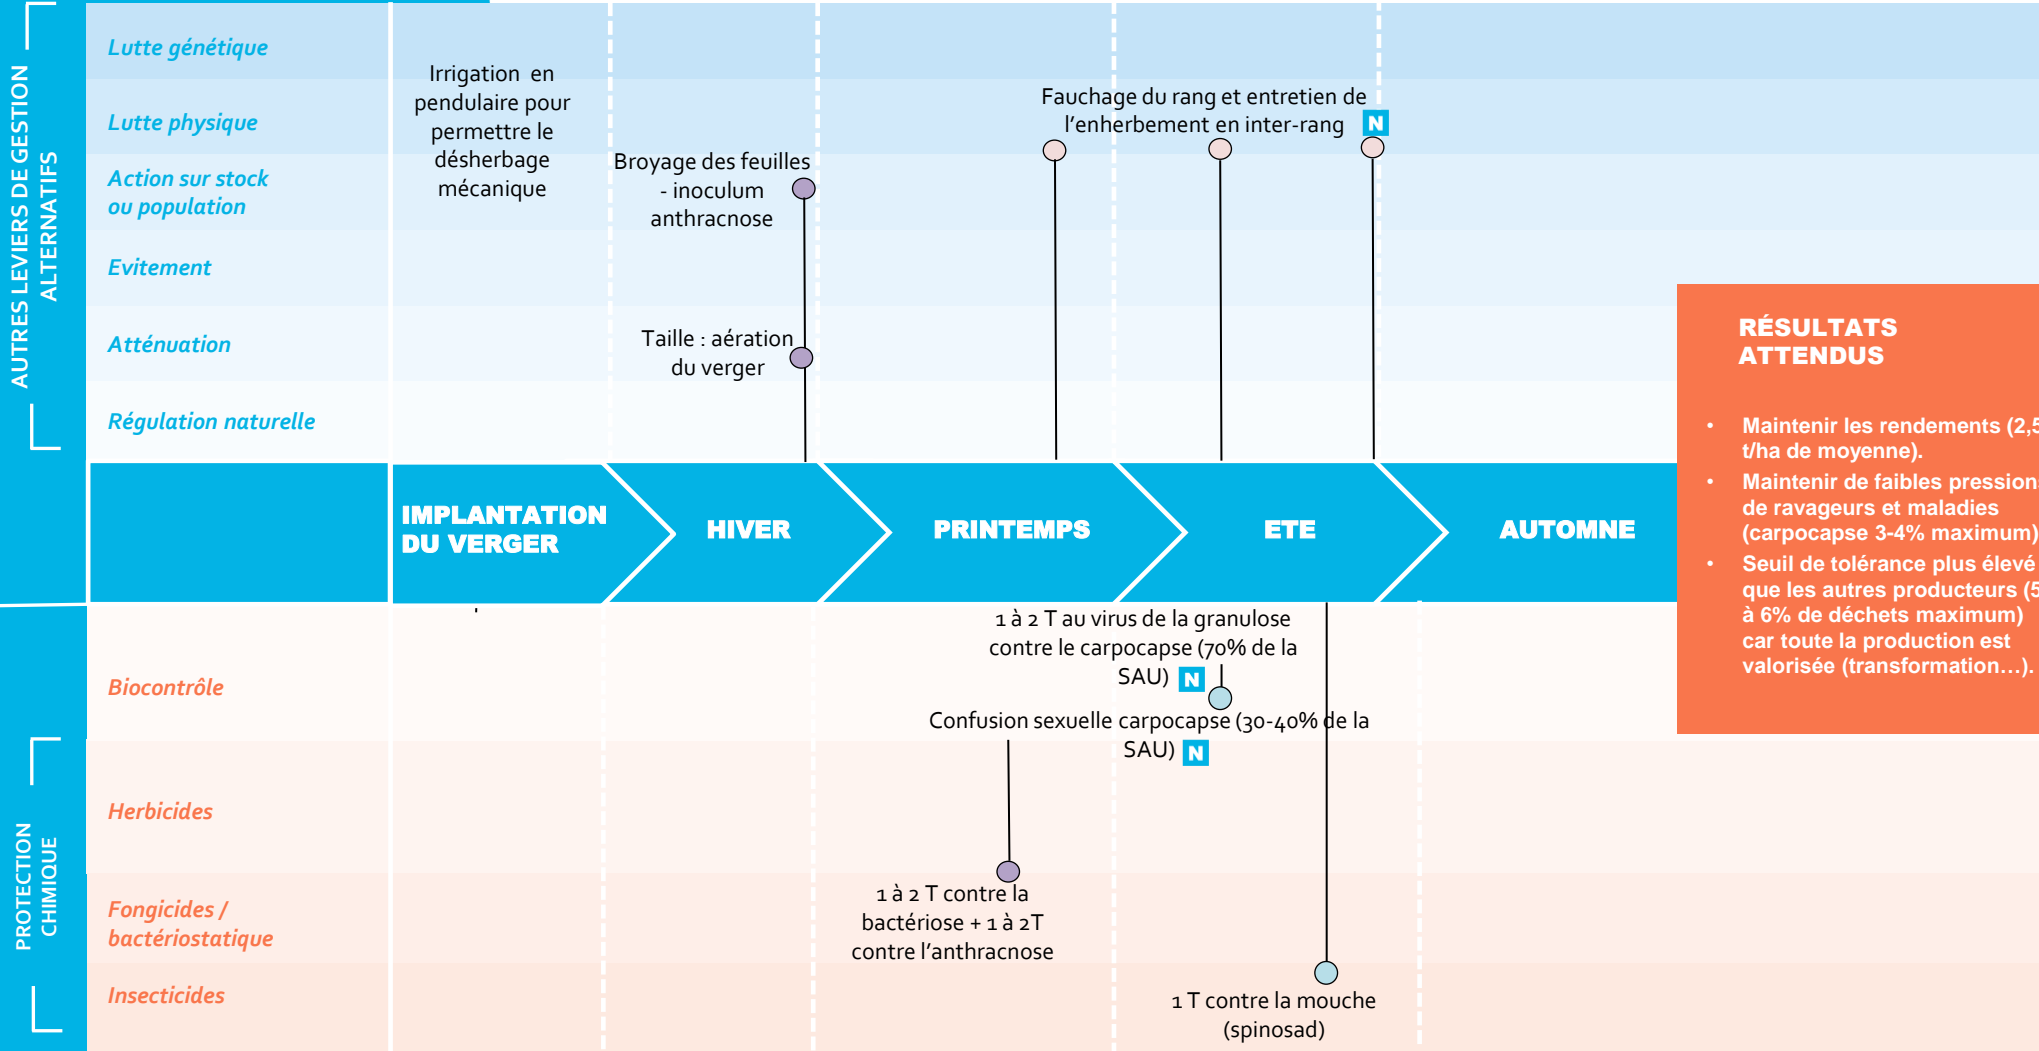 AUTRES LEVIERS DE GESTION
ALTERNATIFS
Lutte génétique
Lutte physique
Action sur stock
ou population
Evitement
Atténuation
Régulation naturelle
Irrigation en
pendulaire pour
permettre le
désherbage
mécanique
Broyage des feuilles
- inoculum
anthracnose
Taille : aération
du verger
Fauchage du rang et entretien de
l'enherbement en inter-rang
N
IMPLANTATION
DU VERGER
HIVER
PRINTEMPS
ETE
AUTOMNE
RÉSULTATS
ATTENDUS
• Maintenir les rendements (2,5
t/ha de moyenne).
• Maintenir de faibles pressions
de ravageurs et maladies
(carpocapse 3-4% maximum)
• Seuil de tolérance plus élevé
que les autres producteurs (5
à 6% de déchets maximum)
car toute la production est
valorisée (transformation…).
PROTECTION
CHIMIQUE
Biocontrôle
Herbicides
Fongicides /
bactériostatique
Insecticides
1 à 2 T au virus de la granulose
contre le carpocapse (70% de la
SAU) N
Confusion sexuelle carpocapse (30-40% de la
SAU) N
1 à 2 T contre la
bactériose + 1 à 2T
contre l'anthracnose
1 T contre la mouche
(spinosad)